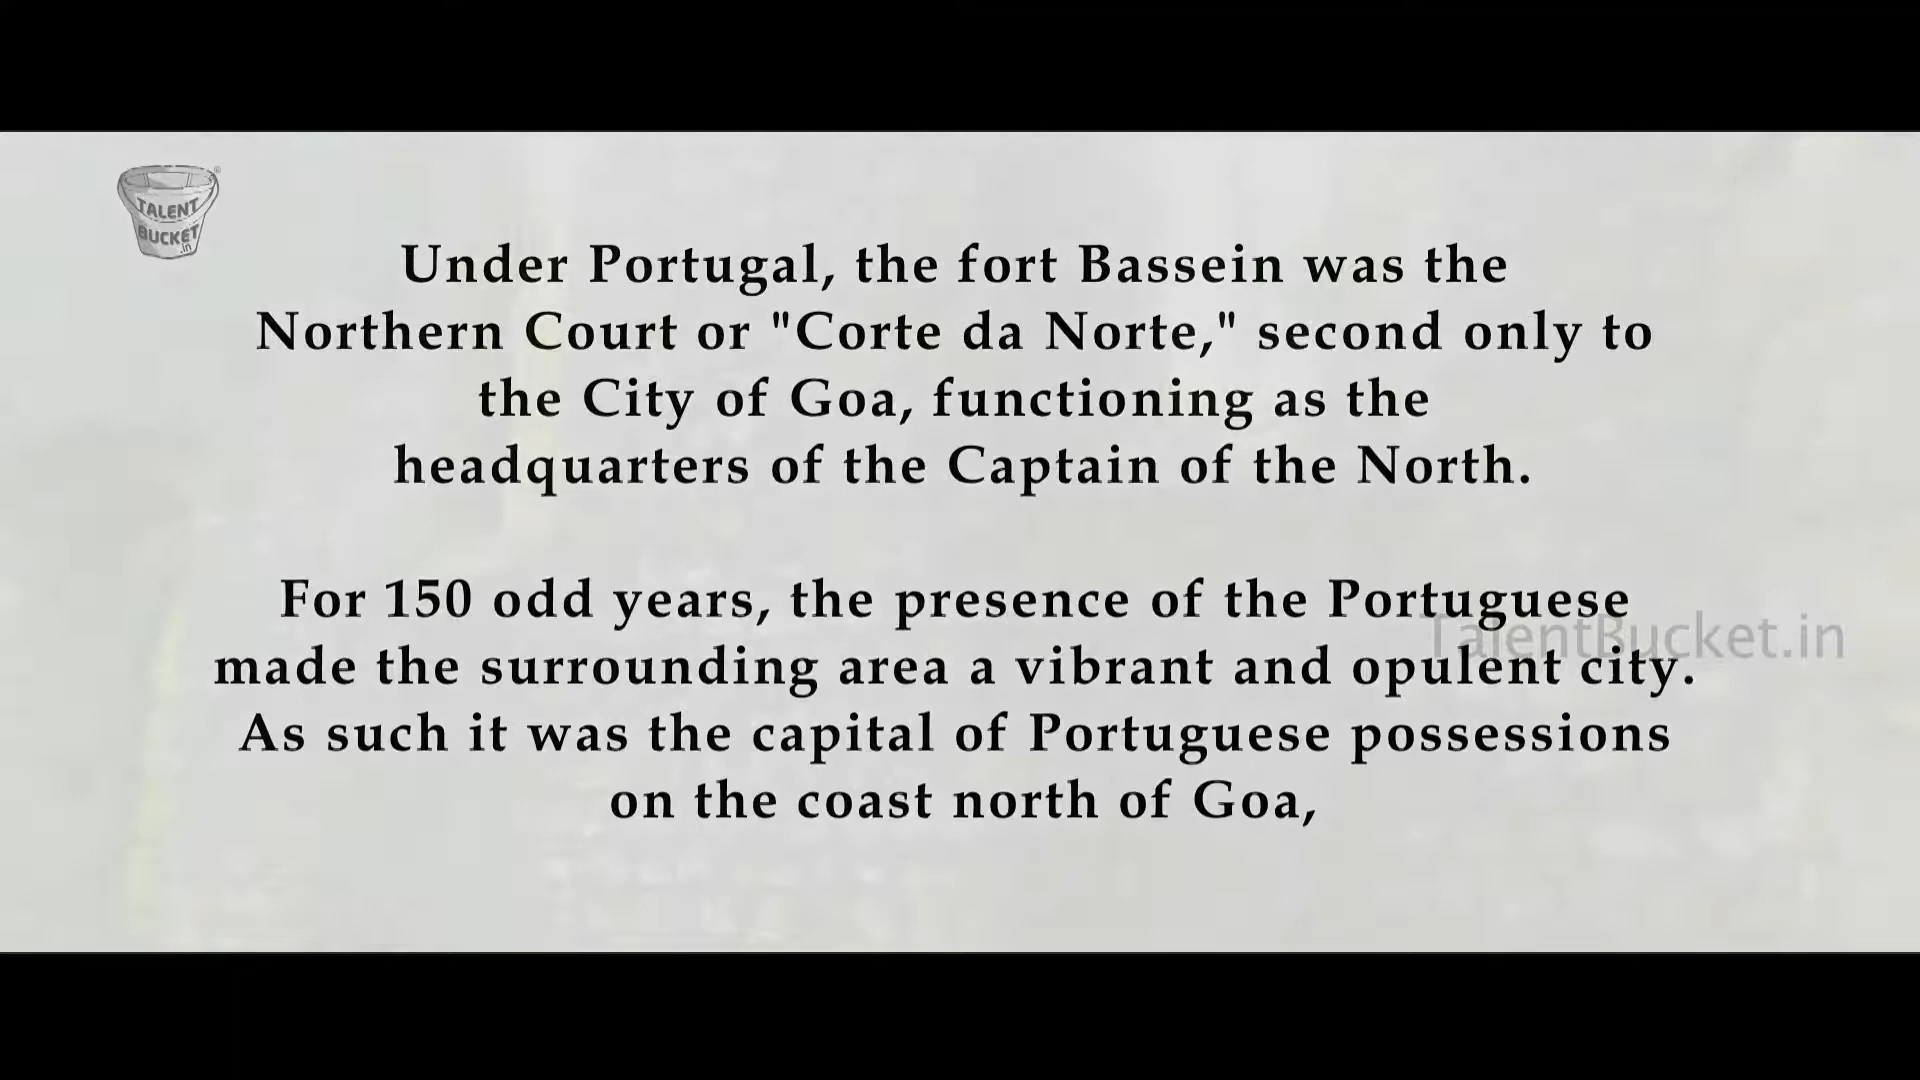 TALENT
BUCKET
.in
Under Portugal, the fort Bassein was the
Northern Court or "Corte da Norte," second only to
the City of Goa, functioning as the
headquarters of the Captain of the North.
For 150 odd years, the presence of the Portuguese
TalentBucket.in
made the surrounding area a vibrant and opulent city.
As such it was the capital of Portuguese possessions
on the coast north of Goa,